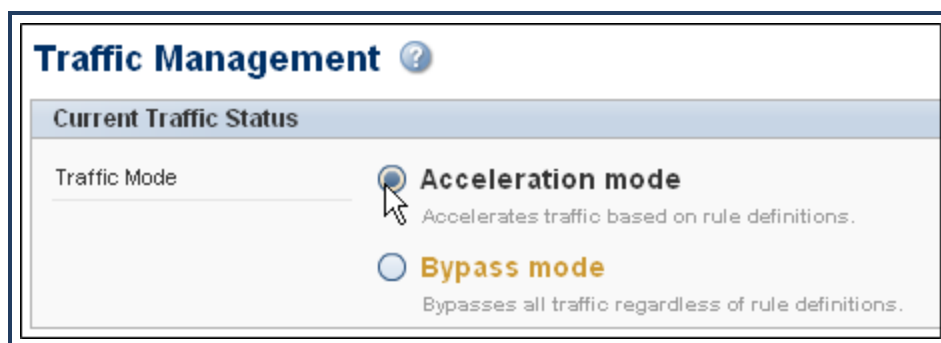 Traffic Management
Current Traffic Status
Traffic Mode
Acceleration mode
Accelerates traffic based on rule definitions.
Bypass mode
Bypasses all traffic regardless of rule definitions.